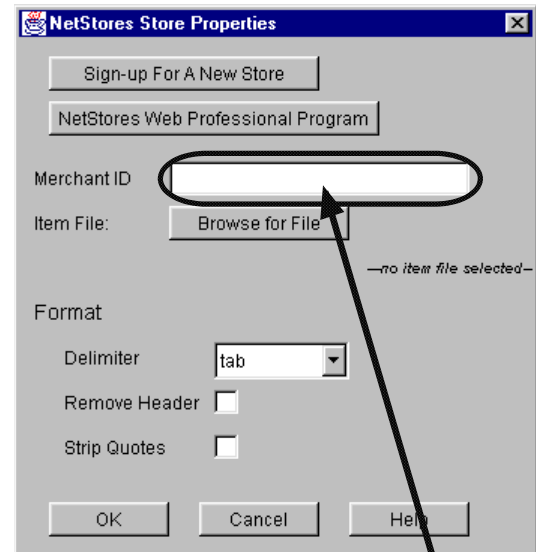 NetStores Store Properties
Sign-up For A New Store
NetStores Web Professional Program
Merchant ID
Item File: Browse for File
---no item file selected--
Format
Delimiter tab
Remove Header
Strip Quotes
OK Cancel Help